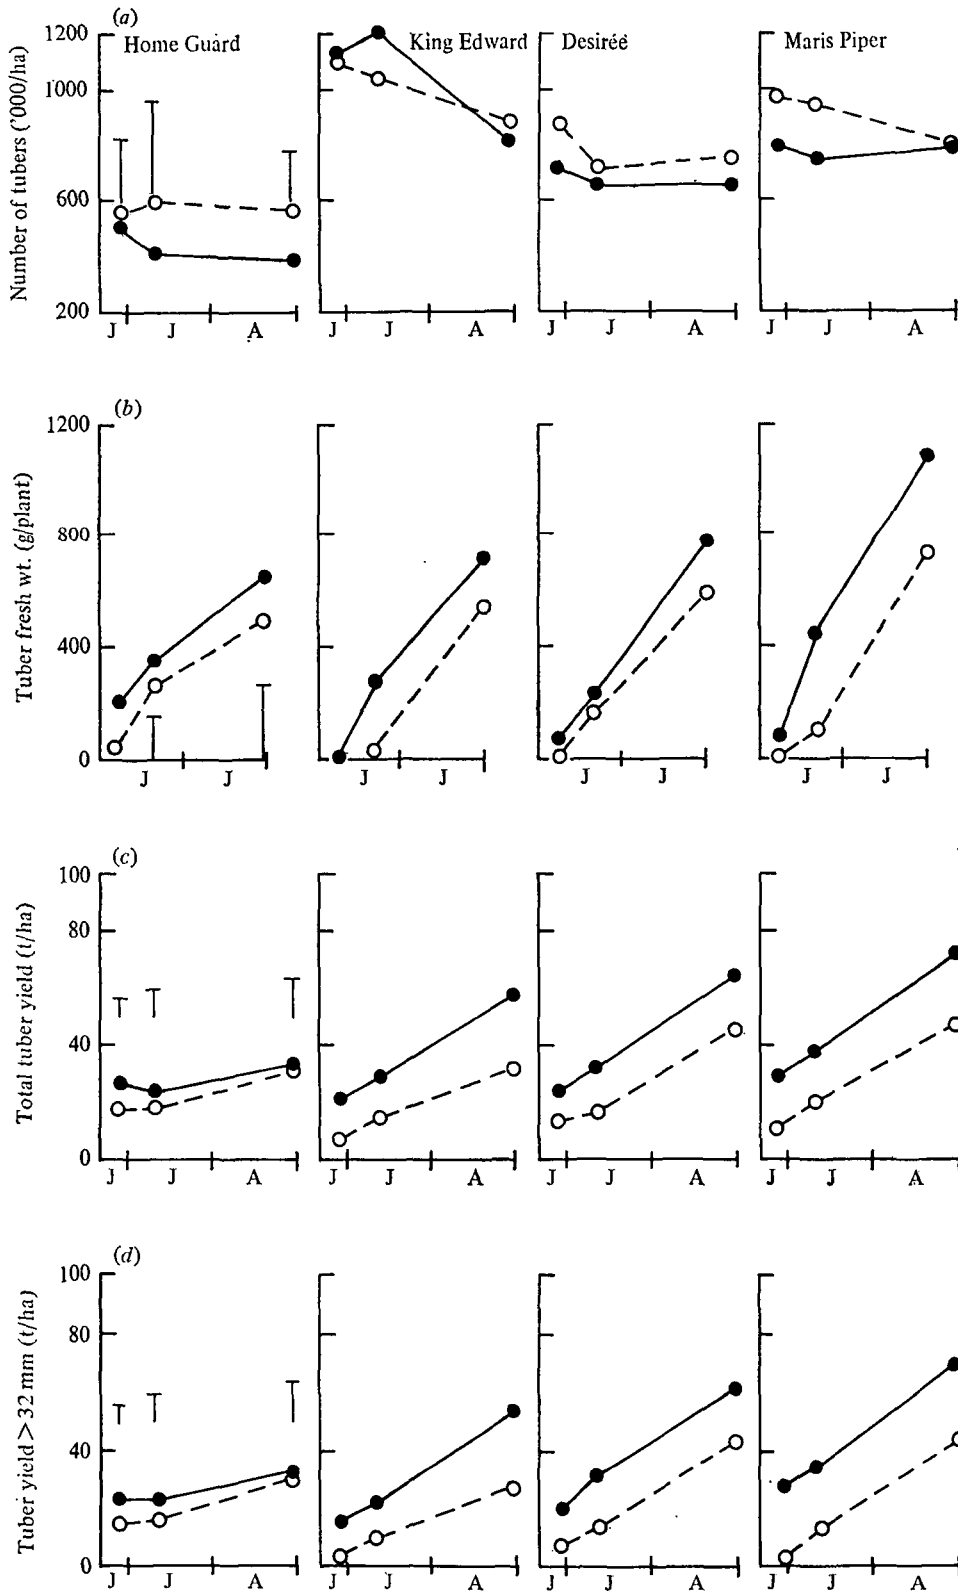 (a)
Home Guard King Edward Desirée Maris Piper
Number of tubers ('000/ha)
1200
1000
600
200
J J A J J A J J A J J A
(b)
Tuber fresh wt. (g/plant)
1200
800
400
0
J J J J J J J J
(c)
Total tuber yield (t/ha)
100
80
40
0
J J A J J A J J A J J A
(d)
Tuber yield > 32 mm (t/ha)
100
80
40
0
J J A J J A J J A J J A